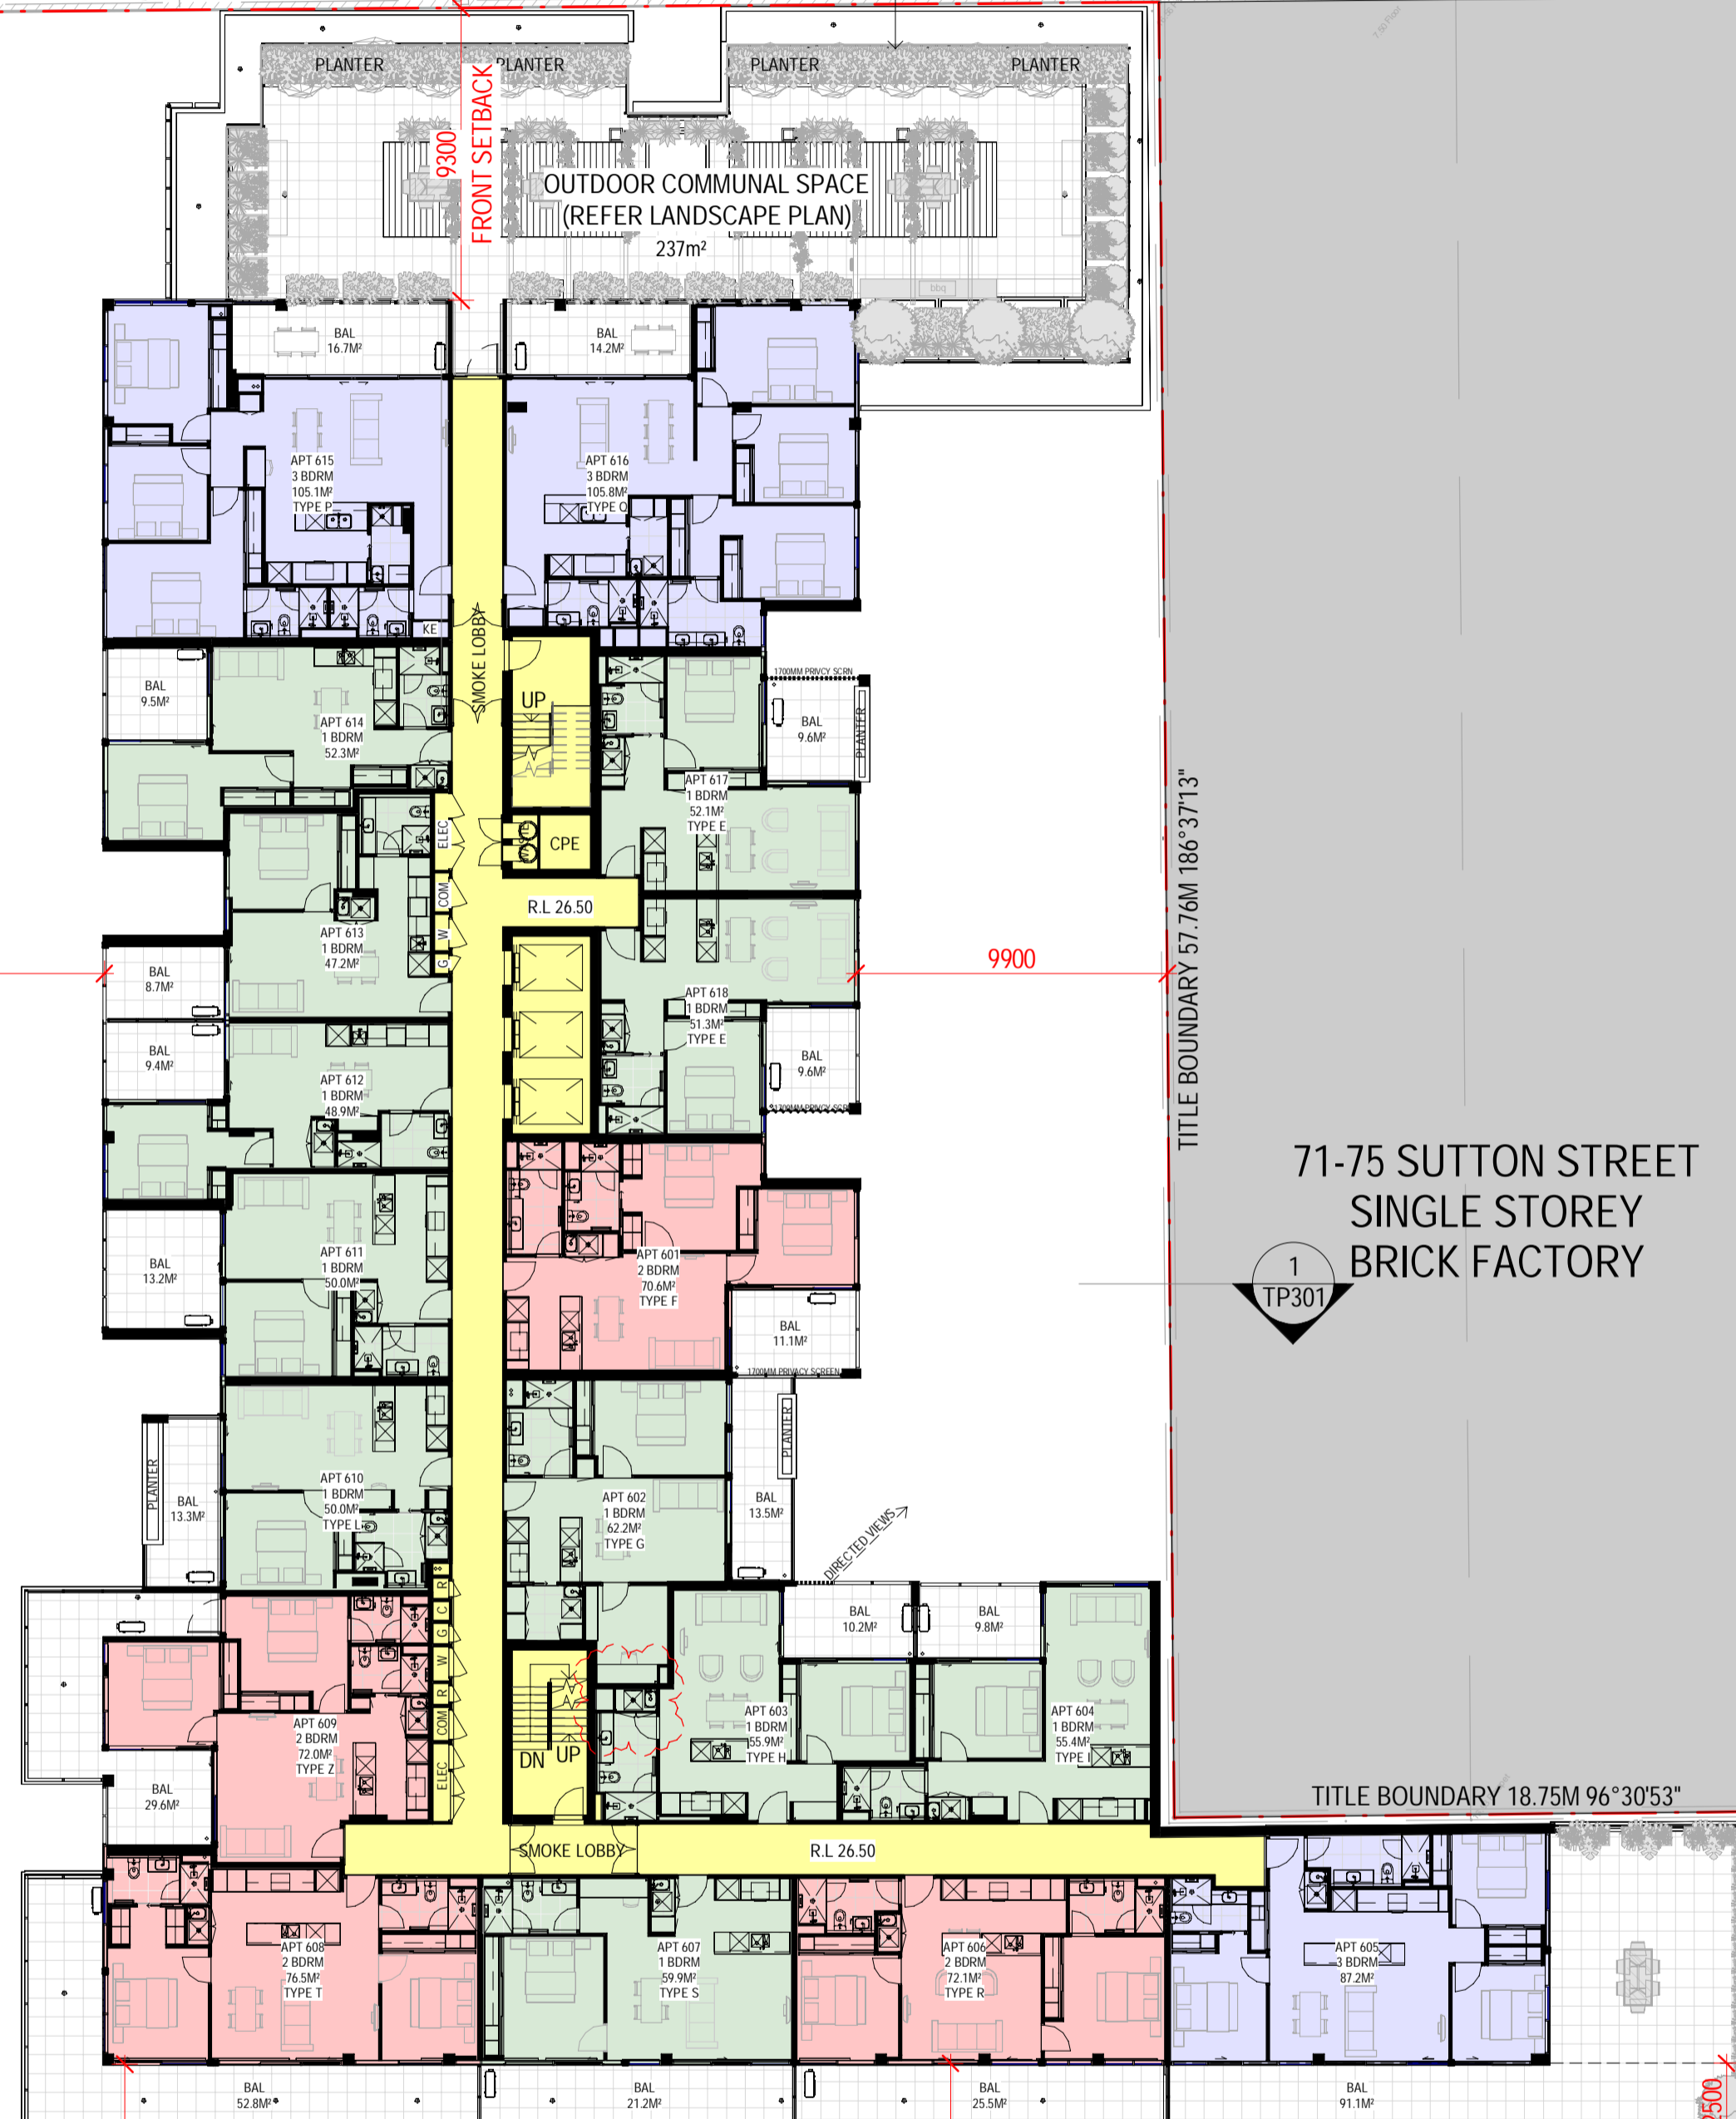 PLANTER
PLANTER
PLANTER
PLANTER
9300
FRONT SETBACK
OUTDOOR COMMUNAL SPACE
(REFER LANDSCAPE PLAN)
237m²
bbq
BAL
16.7M²
BAL
14.2M²
APT 615
3 BDRM
105.1M²
TYPE P
APT 616
3 BDRM
105.8M²
TYPE Q
KE
SMOKE LOBBY
UP
BAL
9.5M²
APT 614
1 BDRM
52.3M²
1700MM PRIVCY SCRN
BAL
9.6M²
PLANTER
APT 617
1 BDRM
52.1M²
TYPE E
ELEC
COM
W
G
CPE
R.L 26.50
APT 613
1 BDRM
47.2M²
BAL
8.7M²
BAL
9.4M²
9900
TITLE BOUNDARY 57.76M 186°37'13"
APT 618
1 BDRM
51.3M²
TYPE E
BAL
9.6M²
APT 612
1 BDRM
48.9M²
71-75 SUTTON STREET
SINGLE STOREY
BRICK FACTORY
1
TP301
APT 611
1 BDRM
50.0M²
BAL
13.2M²
APT 601
2 BDRM
70.6M²
TYPE F
BAL
11.1M²
1700MM PRIVACY SCREEN
PLANTER
BAL
13.5M²
APT 610
1 BDRM
50.0M²
TYPE L
PLANTER
BAL
13.3M²
APT 602
1 BDRM
62.2M²
TYPE G
DIRECTED VIEWS
R
C
G
W
R
COM
ELEC
BAL
10.2M²
BAL
9.8M²
APT 609
2 BDRM
72.0M²
TYPE Z
BAL
29.6M²
DN
UP
APT 603
1 BDRM
55.9M²
TYPE H
APT 604
1 BDRM
55.4M²
TYPE I
TITLE BOUNDARY 18.75M 96°30'53"
SMOKE LOBBY
R.L 26.50
APT 608
2 BDRM
76.5M²
TYPE T
APT 607
1 BDRM
59.9M²
TYPE S
APT 606
2 BDRM
72.1M²
TYPE R
APT 605
3 BDRM
87.2M²
BAL
52.8M²
BAL
21.2M²
BAL
25.5M²
BAL
91.1M²